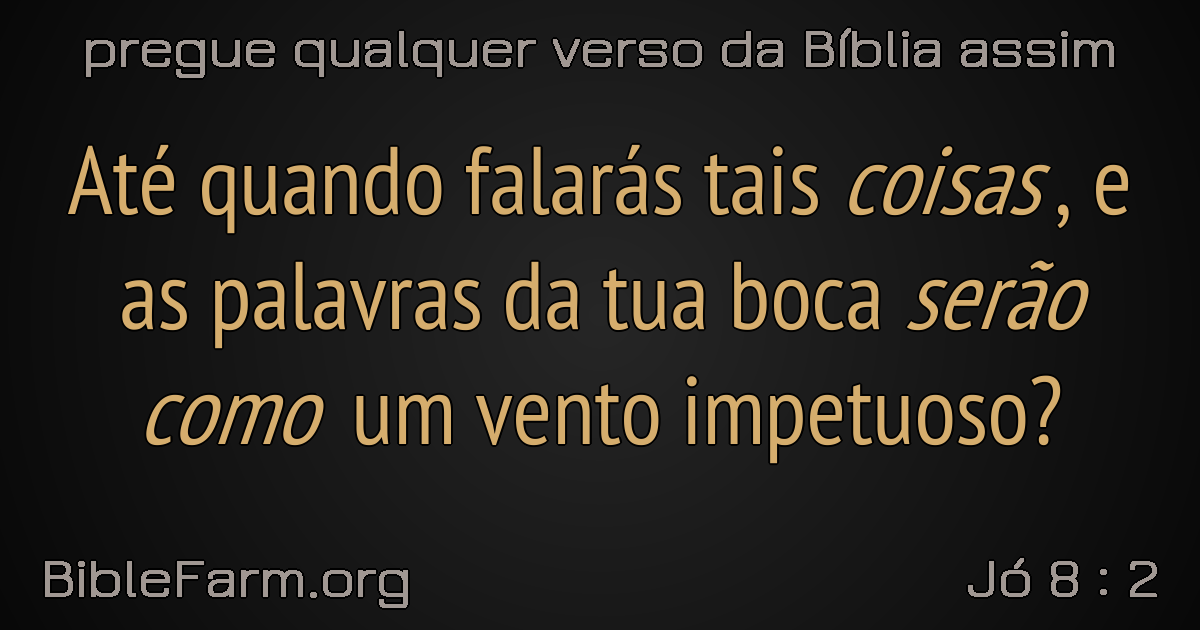 pregue qualquer verso da Bíblia assim
Até quando falarás tais coisas, e
as palavras da tua boca serão
como um vento impetuoso?
BibleFarm.org
Jó 8 : 2